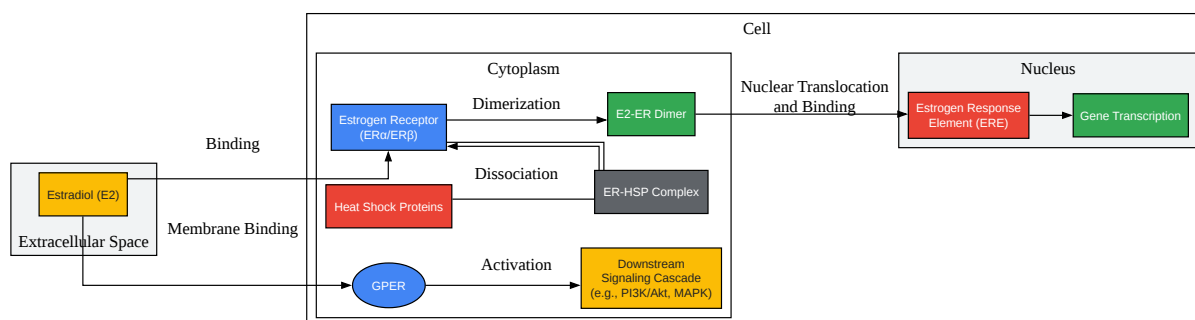 Cell
Cytoplasm
Nucleus
Nuclear Translocation
and Binding
Dimerization
E2-ER Dimer
Estrogen Receptor
(ERα/ERβ)
Estrogen Response
Element (ERE)
Gene Transcription
Binding
Dissociation
ER-HSP Complex
Estradiol (E2)
Heat Shock Proteins
Extracellular Space
Membrane Binding
Activation
GPER
Downstream
Signaling Cascade
(e.g., PI3K/Akt, MAPK)